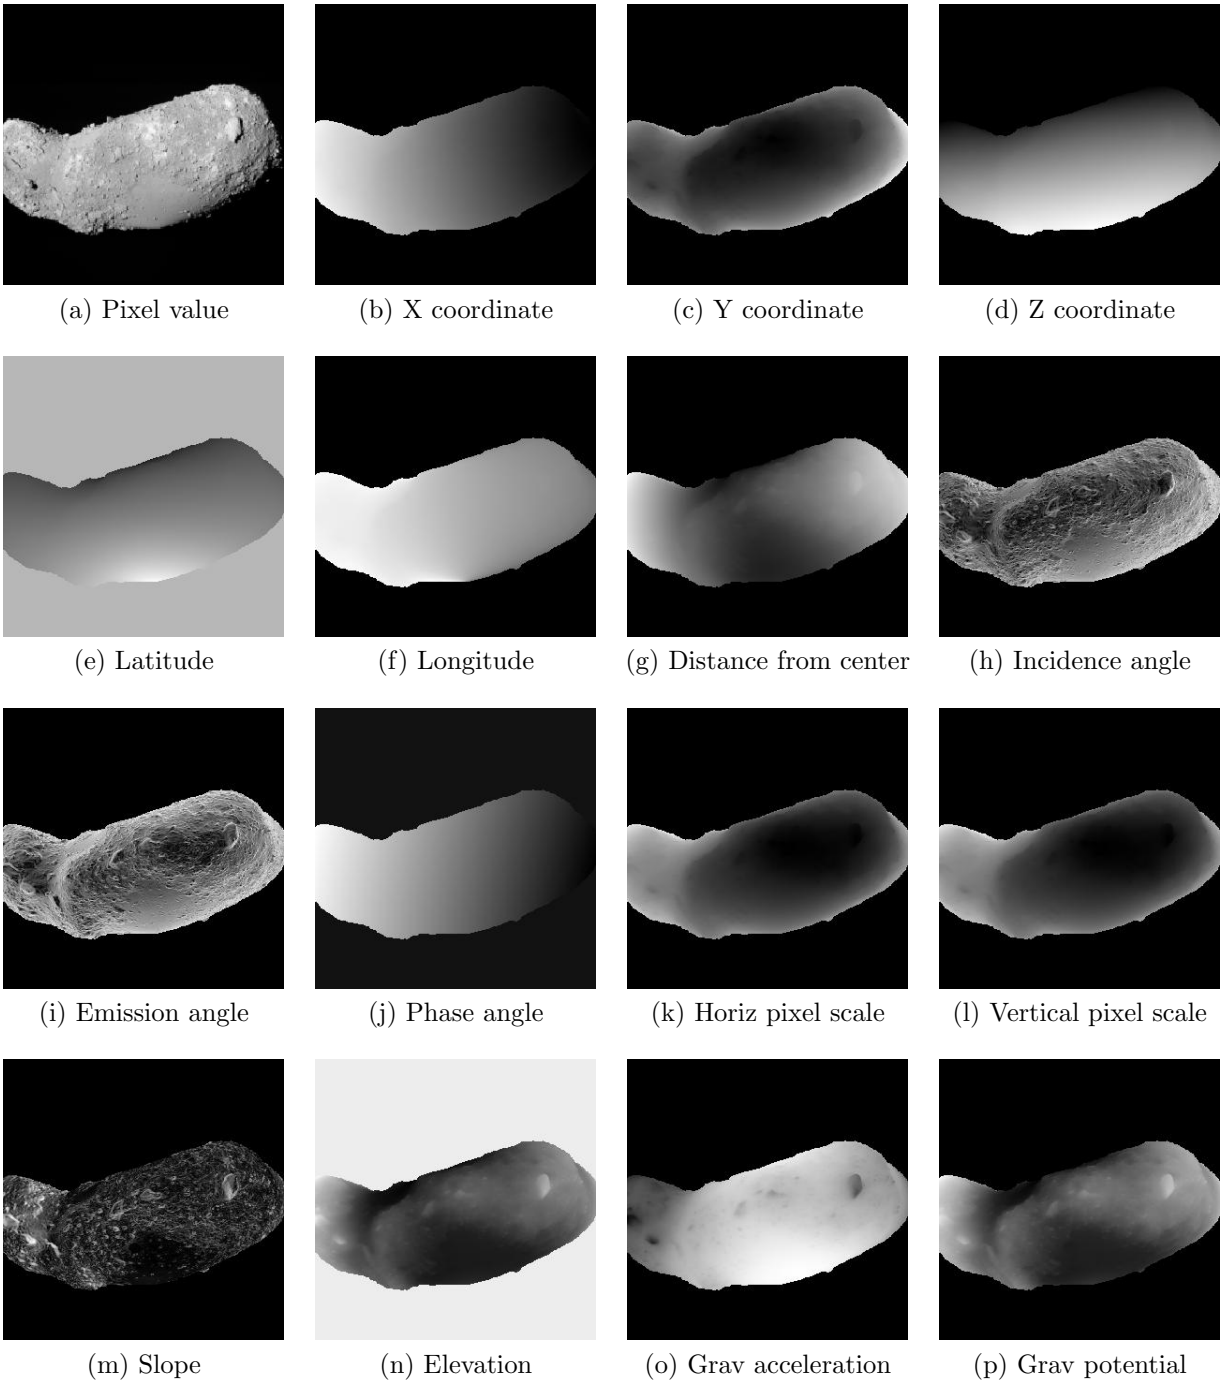 (a) Pixel value
(b) X coordinate
(c) Y coordinate
(d) Z coordinate
(e) Latitude
(f) Longitude
(g) Distance from center
(h) Incidence angle
(i) Emission angle
(j) Phase angle
(k) Horiz pixel scale
(l) Vertical pixel scale
(m) Slope
(n) Elevation
(o) Grav acceleration
(p) Grav potential